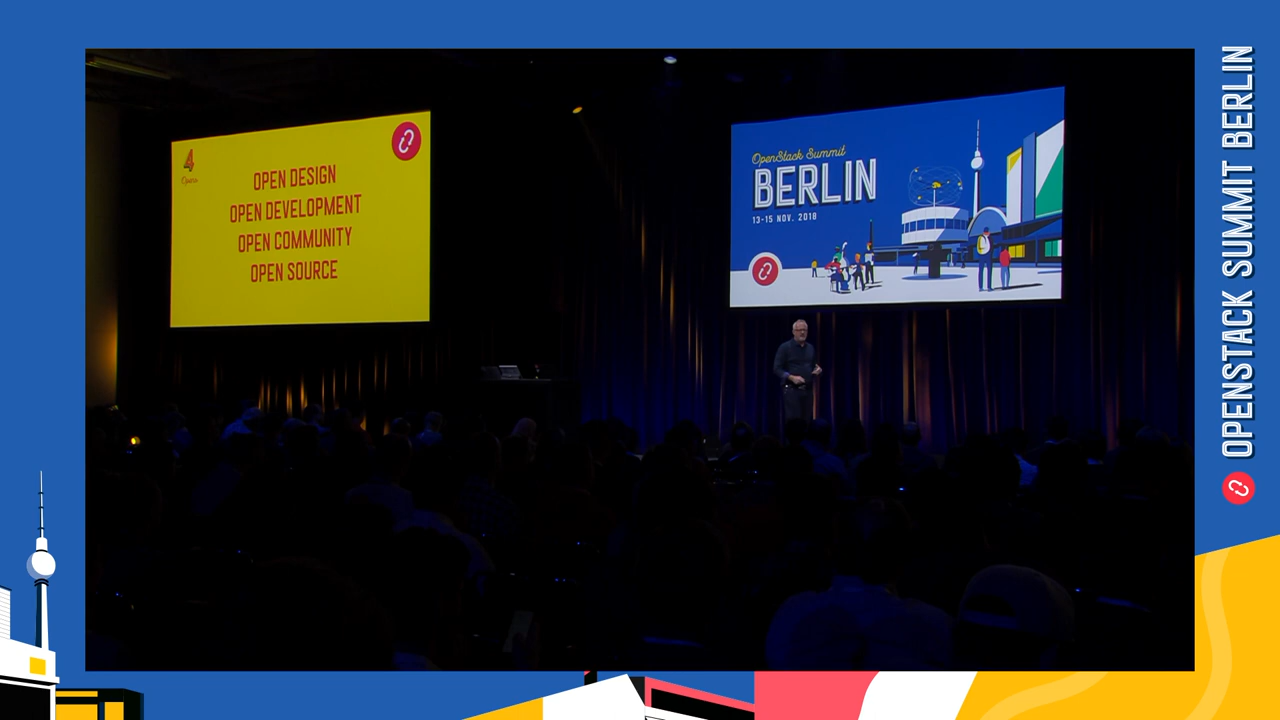 4
Opens
OPEN DESIGN
OPEN DEVELOPMENT
OPEN COMMUNITY
OPEN SOURCE
OpenStack Summit
BERLIN
13-15 NOV. 2018
OPENSTACK SUMMIT BERLIN